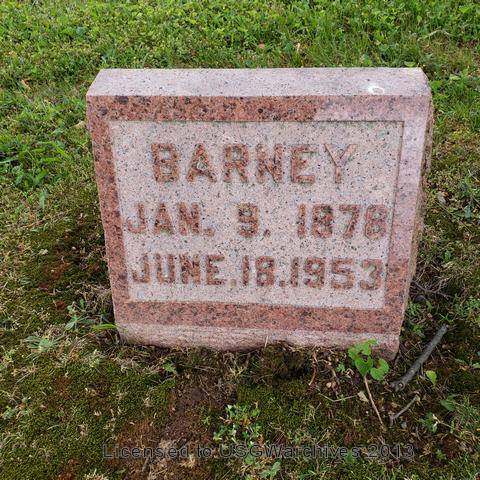 BARNEY
JAN. 9. 1878
JUNE. 18. 1953
Licensed to USGWarchives 2013